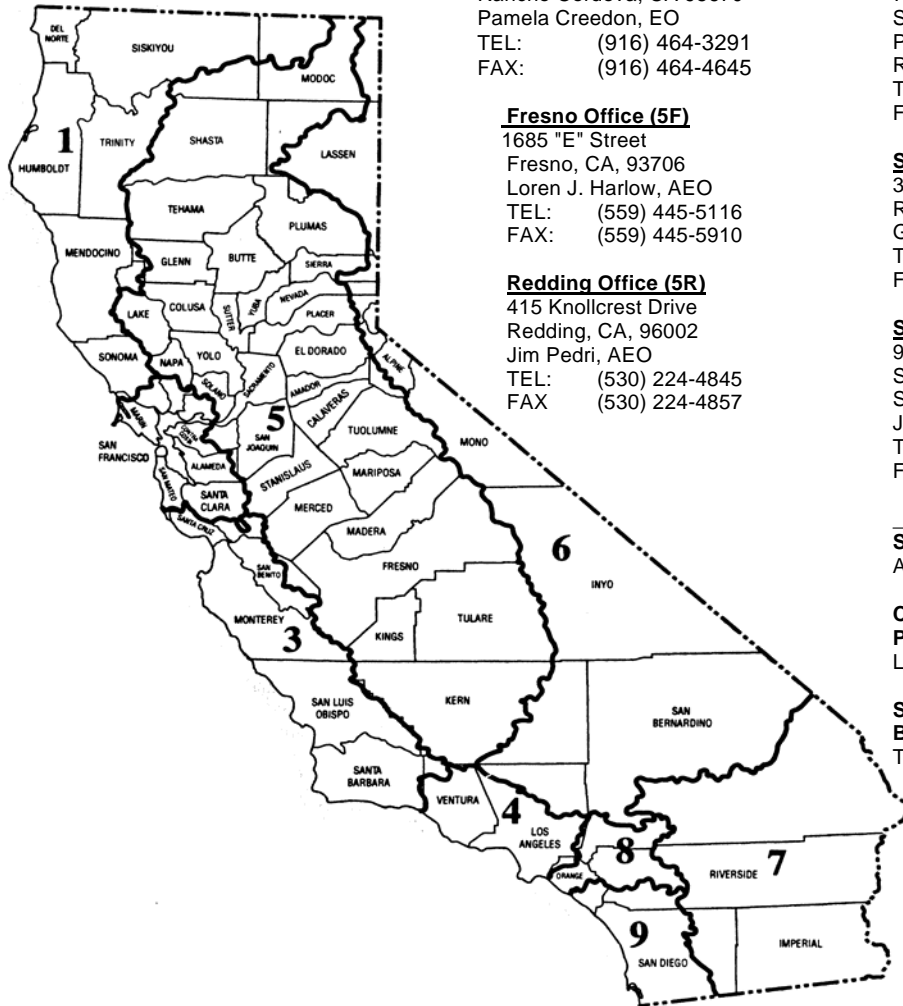 Pamela Creedon, EO
TEL: (916) 464-3291
FAX: (916) 464-4645
Fresno Office (5F)
1685 "E" Street
Fresno, CA, 93706
Loren J. Harlow, AEO
TEL: (559) 445-5116
FAX: (559) 445-5910
Redding Office (5R)
415 Knollcrest Drive
Redding, CA, 96002
Jim Pedri, AEO
TEL: (530) 224-4845
FAX (530) 224-4857
DEL
NORTE
SISKIYOU
MODOC
1
HUMBOLDT
TRINITY
SHASTA
LASSEN
TEHAMA
PLUMAS
MENDOCINO
GLENN
BUTTE
SIERRA
LAKE
COLUSA
SUTTER
YUBA
NEVADA
PLACER
SONOMA
NAPA
YOLO
EL DORADO
SOLANO
SACRAMENTO
AMADOR
ALPINE
MARIN
CONTRA
COSTA
5
SAN
JOAQUIN
CALAVERAS
TUOLUMNE
MONO
SAN
FRANCISCO
ALAMEDA
STANISLAUS
MARIPOSA
SAN MATEO
SANTA
CLARA
MERCED
SANTA CRUZ
MADERA
6
INYO
SAN
BENITO
FRESNO
MONTEREY
3
KINGS
TULARE
SAN LUIS
OBISPO
KERN
SAN
BERNARDINO
SANTA
BARBARA
VENTURA
4
LOS
ANGELES
ORANGE
8
RIVERSIDE
7
9
SAN DIEGO
IMPERIAL
S
P
R
T
F
S
3
R
G
T
F
S
9
S
S
J
T
F
S
A
C
P
L
S
B
T